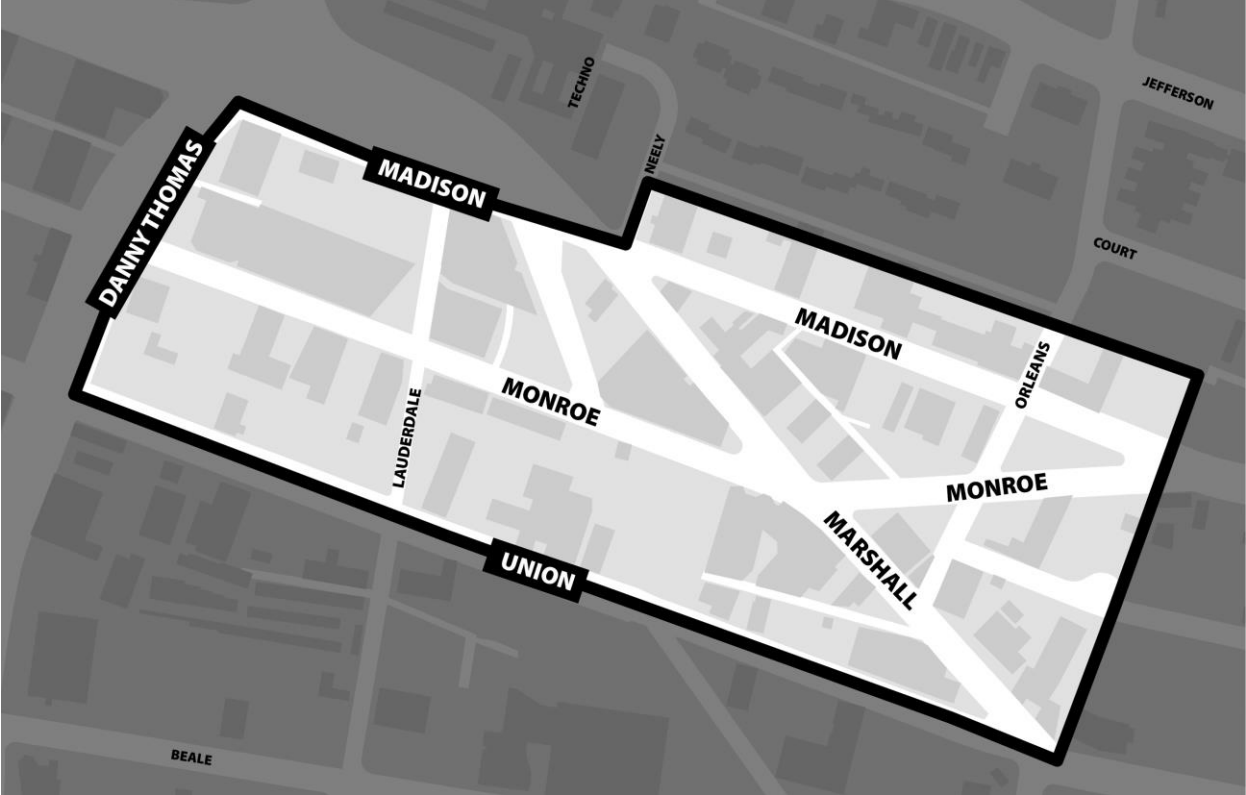 TECHNO
JEFFERSON
NEELY
MADISON
DANNY THOMAS
COURT
MADISON
ORLEANS
MONROE
LAUDERDALE
MONROE
MARSHALL
UNION
BEALE